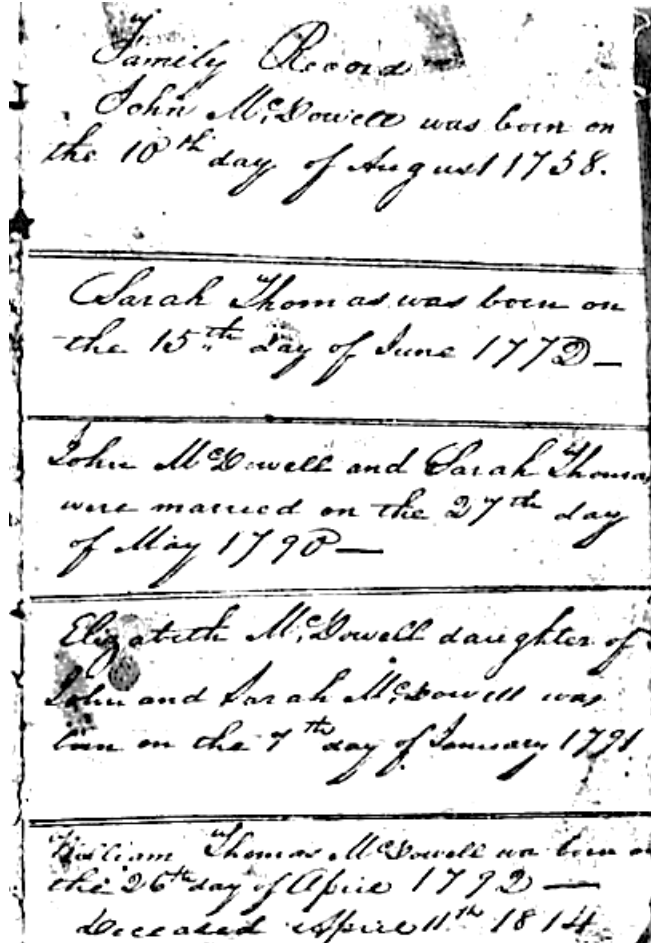 Family Record
John McDowell was born on
the 10th day of August 1758.
Sarah Thomas was born on
the 15th day of June 1772 —
John McDowell and Sarah Thomas
were married on the 27th day
of May 1790 —
Elizabeth McDowell daughter of
John and Sarah McDowell was
born on the 7th day of January 1791
William Thomas McDowell was born on
the 26th day of April 1792 —
Deceased April 11th 1814